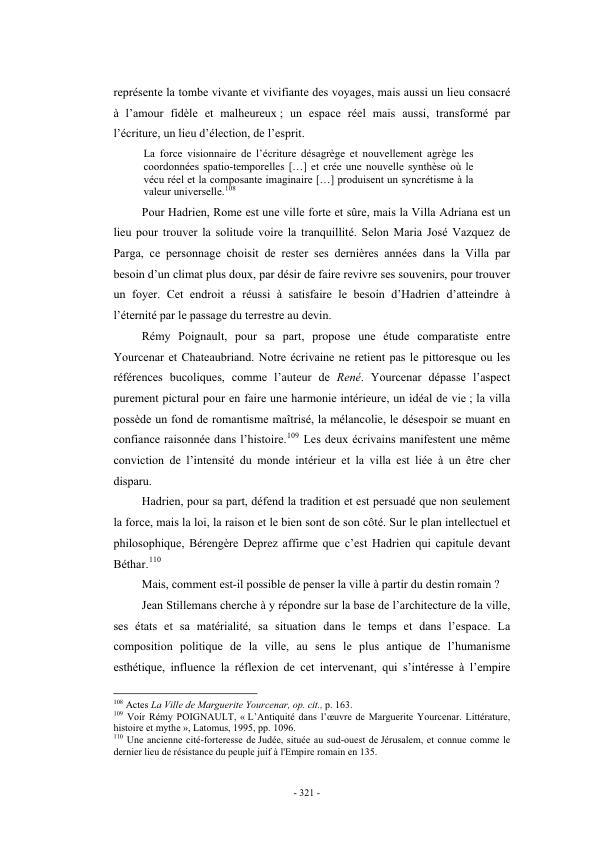 représente la tombe vivante et vivifiante des voyages, mais aussi un lieu consacré
à l’amour fidèle et malheureux ; un espace réel mais aussi, transformé par
l’écriture, un lieu d’élection, de l’esprit.
La force visionnaire de l’écriture désagrège et nouvellement agrège les
coordonnées spatio-temporelles […] et crée une nouvelle synthèse où le
vécu réel et la composante imaginaire […] produisent un syncrétisme à la
valeur universelle.108
Pour Hadrien, Rome est une ville forte et sûre, mais la Villa Adriana est un
lieu pour trouver la solitude voire la tranquillité. Selon Maria José Vazquez de
Parga, ce personnage choisit de rester ses dernières années dans la Villa par
besoin d’un climat plus doux, par désir de faire revivre ses souvenirs, pour trouver
un foyer. Cet endroit a réussi à satisfaire le besoin d’Hadrien d’atteindre à
l’éternité par le passage du terrestre au devin.
Rémy Poignault, pour sa part, propose une étude comparatiste entre
Yourcenar et Chateaubriand. Notre écrivaine ne retient pas le pittoresque ou les
références bucoliques, comme l’auteur de René. Yourcenar dépasse l’aspect
purement pictural pour en faire une harmonie intérieure, un idéal de vie ; la villa
possède un fond de romantisme maîtrisé, la mélancolie, le désespoir se muant en
confiance raisonnée dans l’histoire.109 Les deux écrivains manifestent une même
conviction de l’intensité du monde intérieur et la villa est liée à un être cher
disparu.
Hadrien, pour sa part, défend la tradition et est persuadé que non seulement
la force, mais la loi, la raison et le bien sont de son côté. Sur le plan intellectuel et
philosophique, Bérengère Deprez affirme que c’est Hadrien qui capitule devant
Béthar.110
Mais, comment est-il possible de penser la ville à partir du destin romain ?
Jean Stillemans cherche à y répondre sur la base de l’architecture de la ville,
ses états et sa matérialité, sa situation dans le temps et dans l’espace. La
composition politique de la ville, au sens le plus antique de l’humanisme
esthétique, influence la réflexion de cet intervenant, qui s’intéresse à l’empire
108 Actes La Ville de Marguerite Yourcenar, op. cit., p. 163.
109 Voir Rémy POIGNAULT, « L’Antiquité dans l’œuvre de Marguerite Yourcenar. Littérature,
histoire et mythe », Latomus, 1995, pp. 1096.
110 Une ancienne cité-forteresse de Judée, située au sud-ouest de Jérusalem, et connue comme le
dernier lieu de résistance du peuple juif à l'Empire romain en 135.
- 321 -